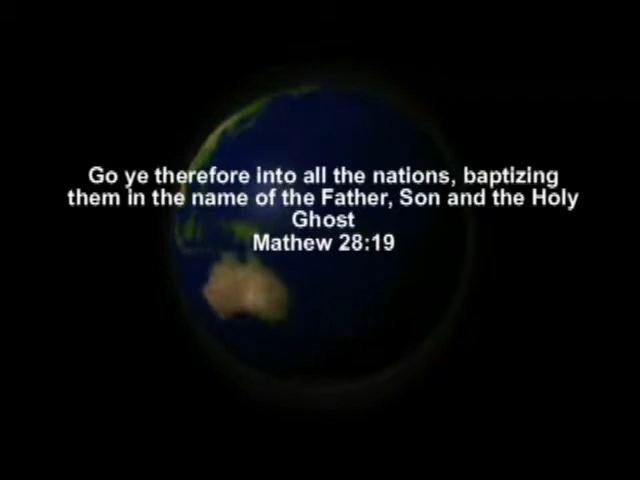 Go ye therefore into all the nations, baptizing
them in the name of the Father, Son and the Holy
Ghost
Mathew 28:19